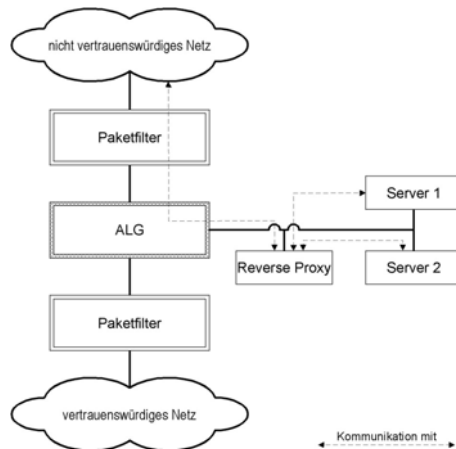 nicht vertrauenswürdiges Netz
Paketfilter
Server 1
ALG
Reverse Proxy
Server 2
Paketfilter
vertrauenswürdiges Netz
Kommunikation mit